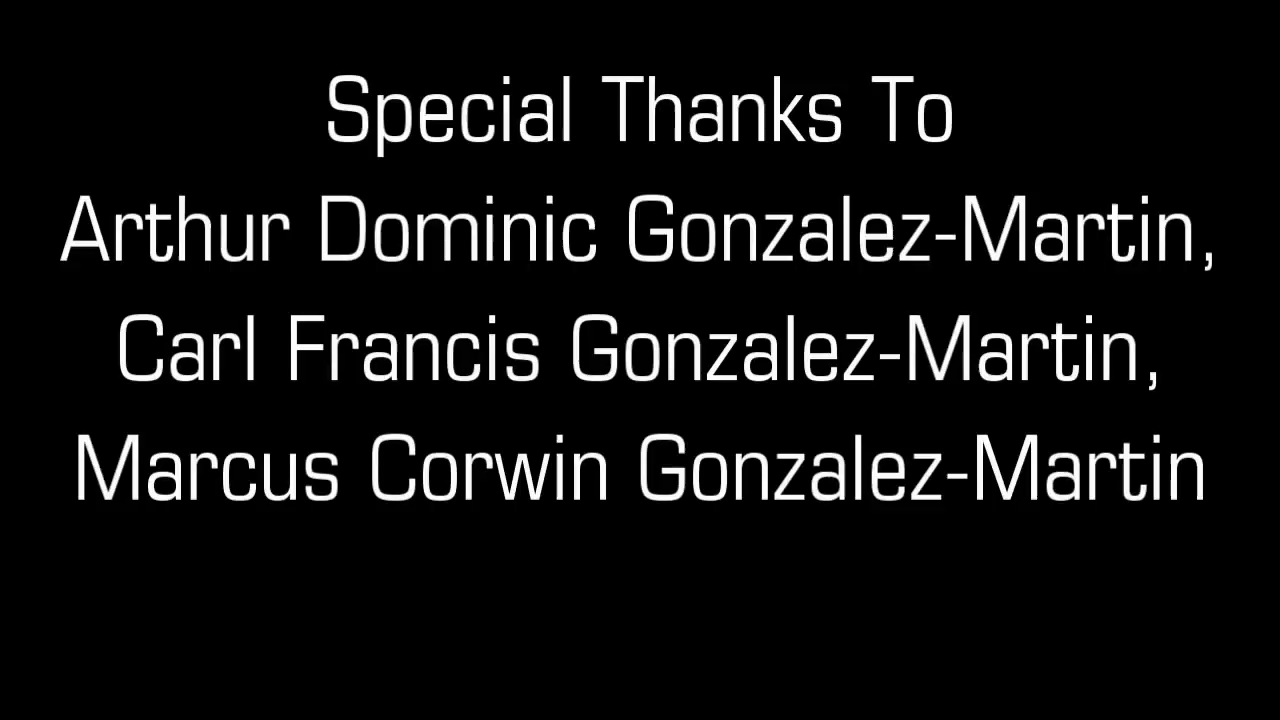 Special Thanks To
Arthur Dominic Gonzalez-Martin,
Carl Francis Gonzalez-Martin,
Marcus Corwin Gonzalez-Martin